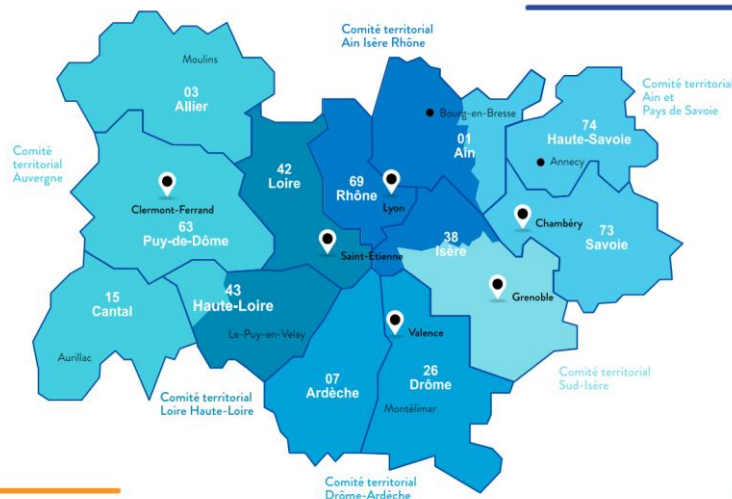 Comité territorial
Ain Isère Rhône
Moulins
03
Allier
Comité territorial
Ain et
Pays de Savoie
74
Haute-Savoie
Bourg-en-Bresse
01
Ain
Annecy
Comité
territorial
Auvergne
42
Loire
69
Rhône
Lyon
Clermont-Ferrand
63
Puy-de-Dôme
Chambéry
73
Savoie
38
Isère
Saint-Etienne
Grenoble
15
Cantal
43
Haute-Loire
Le-Puy-en-Velay
Valence
Aurillac
07
Ardèche
26
Drôme
Comité territorial
Sud-Isère
Comité territorial
Loire Haute-Loire
Montélimar
Comité territorial
Drôme-Ardèche